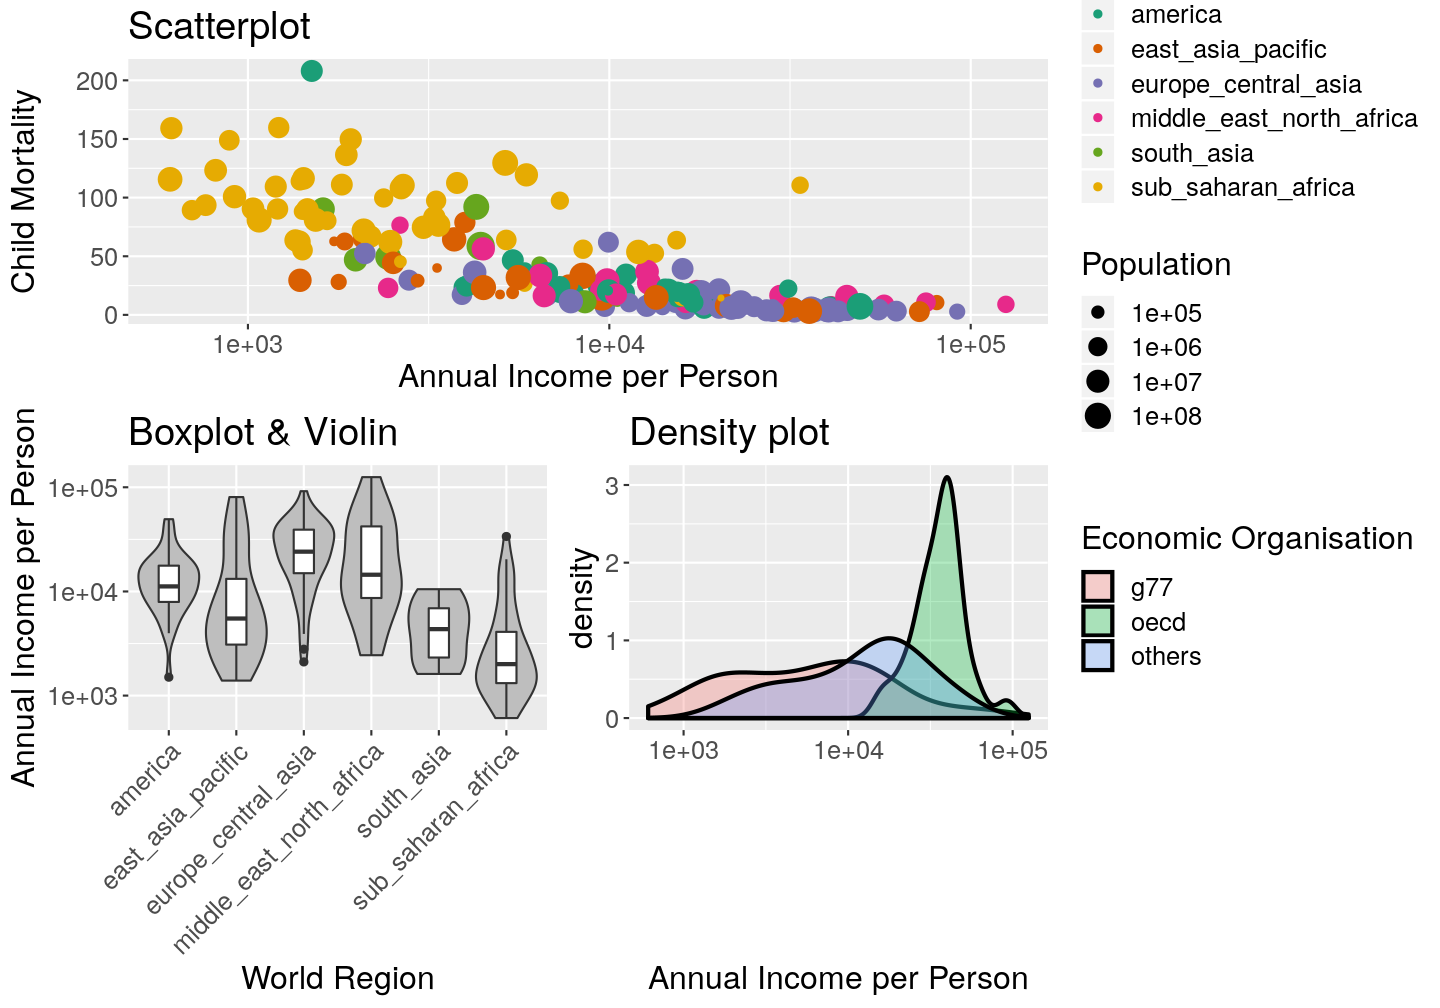 Scatterplot
Child Mortality
200
150
100
50
0
1e+03
1e+04
1e+05
Annual Income per Person
america
east_asia_pacific
europe_central_asia
middle_east_north_africa
south_asia
sub_saharan_africa
Population
1e+05
1e+06
1e+07
1e+08
Boxplot & Violin
Annual Income per Person
1e+05
1e+04
1e+03
america
east_asia_pacific
europe_central_asia
middle_east_north_africa
south_asia
sub_saharan_africa
World Region
Density plot
density
3
2
1
0
1e+03
1e+04
1e+05
Annual Income per Person
Economic Organisation
g77
oecd
others